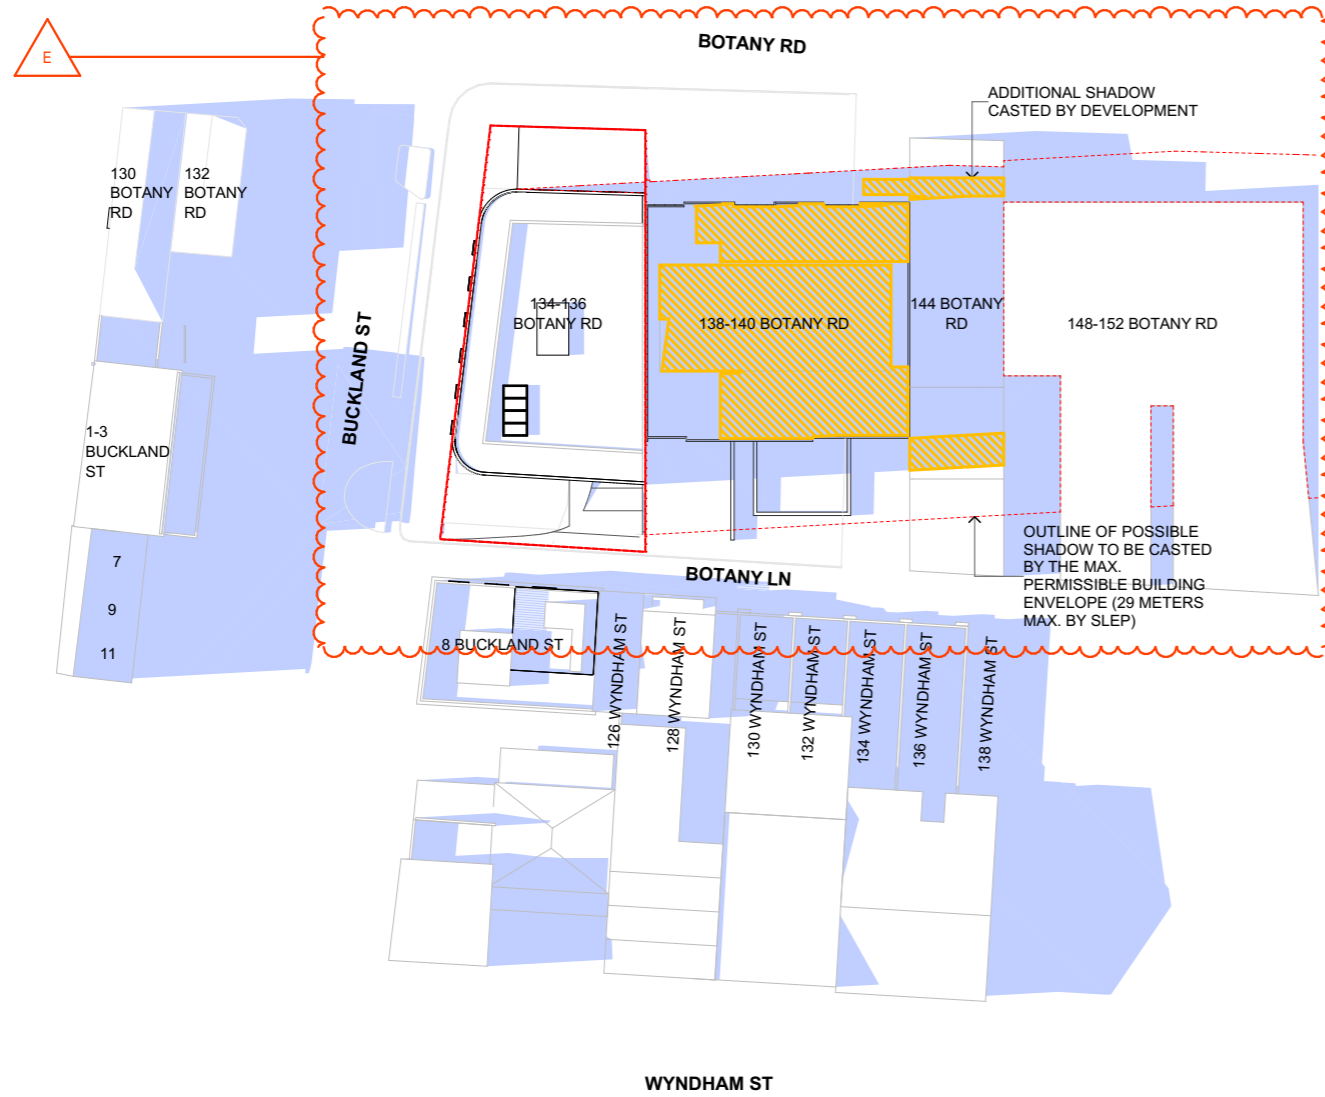 BOTANY RD
E
ADDITIONAL SHADOW
CASTED BY DEVELOPMENT
130
BOTANY
RD
132
BOTANY
RD
134-136
BOTANY RD
138-140 BOTANY RD
144 BOTANY
RD
148-152 BOTANY RD
BUCKLAND ST
1-3
BUCKLAND
ST
7
9
11
OUTLINE OF POSSIBLE
SHADOW TO BE CASTED
BY THE MAX.
PERMISSIBLE BUILDING
ENVELOPE (29 METERS
MAX. BY SLEP)
BOTANY LN
8 BUCKLAND ST
126 WYNDHAM ST
128 WYNDHAM ST
130 WYNDHAM ST
132 WYNDHAM ST
134 WYNDHAM ST
136 WYNDHAM ST
138 WYNDHAM ST
WYNDHAM ST